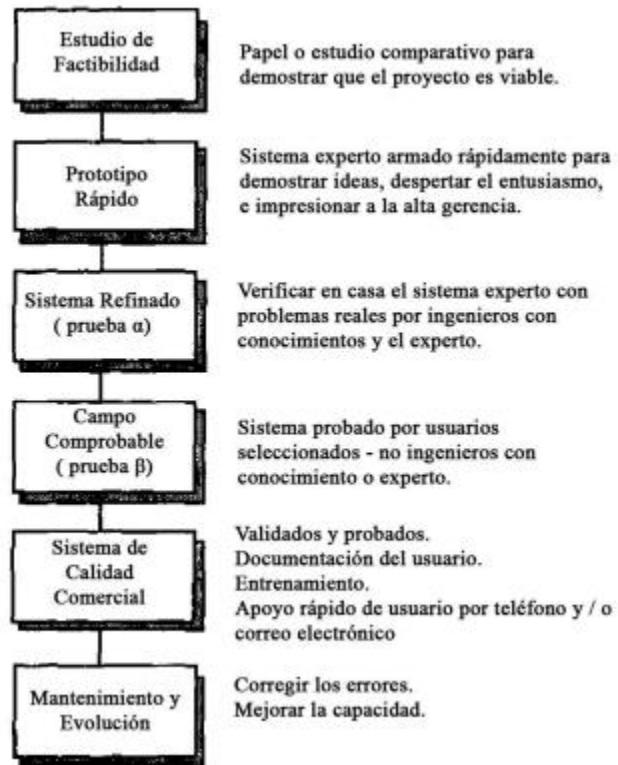 Estudio de
Factibilidad
Papel o estudio comparativo para
demostrar que el proyecto es viable.
Prototipo
Rápido
Sistema experto armado rápidamente para
demostrar ideas, despertar el entusiasmo,
e impresionar a la alta gerencia.
Sistema Refinado
( prueba α)
Verificar en casa el sistema experto con
problemas reales por ingenieros con
conocimientos y el experto.
Campo
Comprobable
( prueba β)
Sistema probado por usuarios
seleccionados - no ingenieros con
conocimiento o experto.
Sistema de
Calidad
Comercial
Validados y probados.
Documentación del usuario.
Entrenamiento.
Apoyo rápido de usuario por teléfono y / o
correo electrónico
Mantenimiento y
Evolución
Corregir los errores.
Mejorar la capacidad.